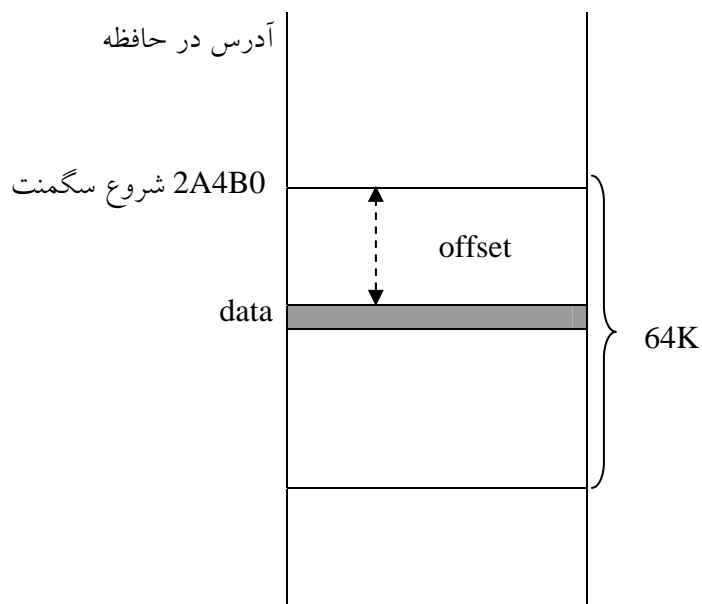 آدرس در حافظه
شروع سگمنت 2A4B0
offset
data
64K